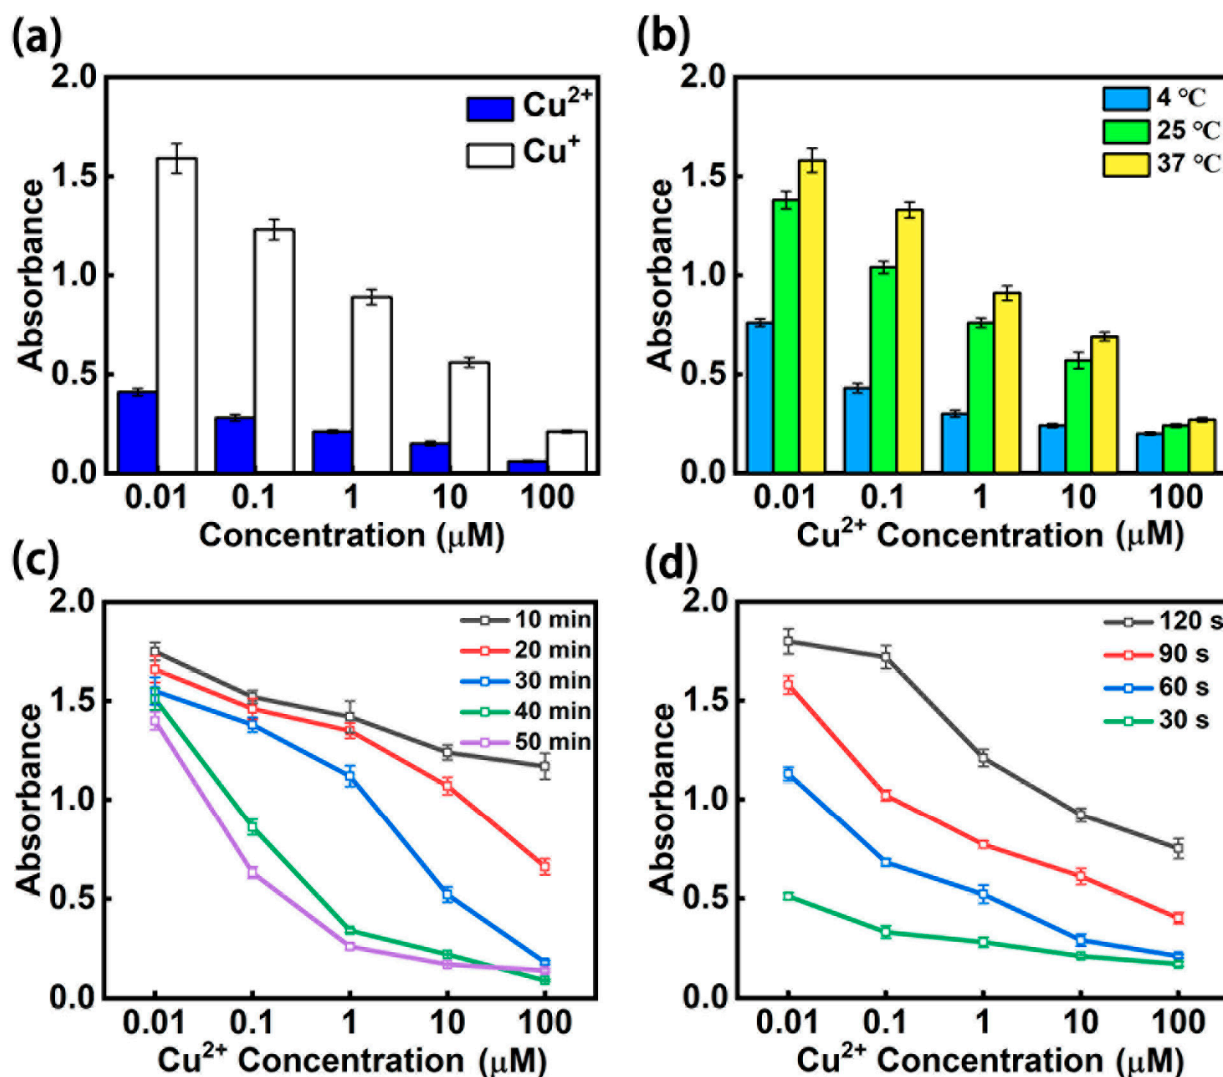 (a)
2.0
1.5
1.0
0.5
0.0
Absorbance
Cu²⁺
Cu⁺
0.01 0.1 1 10 100
Concentration (μM)
(b)
2.0
1.5
1.0
0.5
0.0
Absorbance
4 ℃
25 ℃
37 ℃
0.01 0.1 1 10 100
Cu²⁺ Concentration (μM)
(c)
2.0
1.5
1.0
0.5
0.0
Absorbance
10 min
20 min
30 min
40 min
50 min
0.01 0.1 1 10 100
Cu²⁺ Concentration (μM)
(d)
2.0
1.5
1.0
0.5
0.0
Absorbance
120 s
90 s
60 s
30 s
0.01 0.1 1 10 100
Cu²⁺ Concentration (μM)